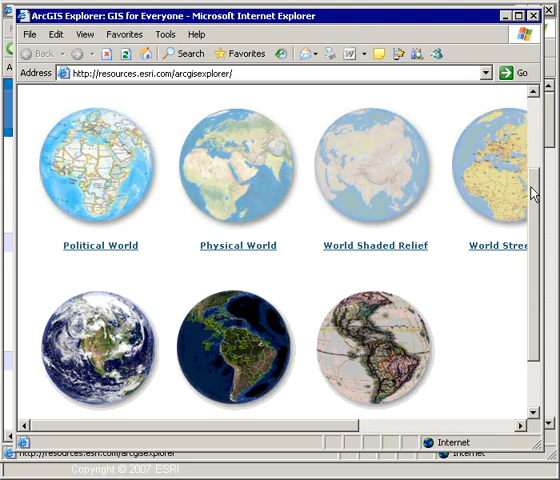 ArcGIS Explorer: GIS for Everyone - Microsoft Internet Explorer
File Edit View Favorites Tools Help
Back Search Favorites
Address http://resources.esri.com/arcgisexplorer/ Go
Political World Physical World World Shaded Relief World Stree
Internet
http://resources.esri.com/arcgisexplorer Internet
Copyright © 2007 ESRI